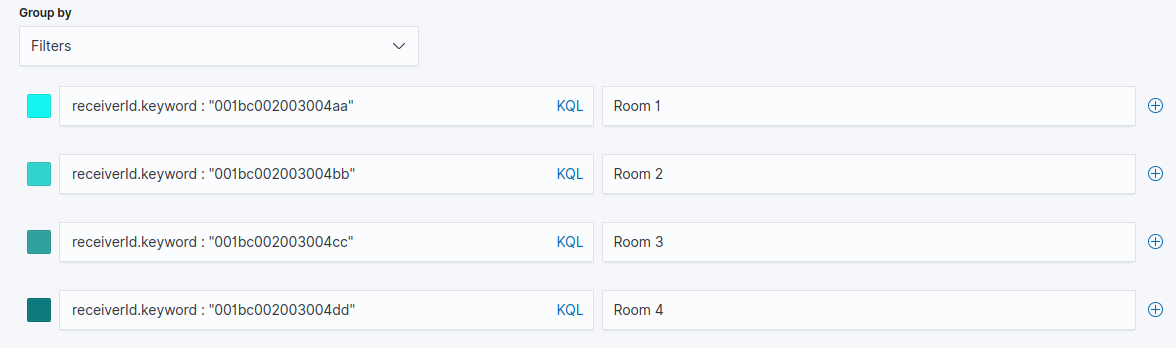 Group by
Filters
receiverId.keyword : "001bc002003004aa" KQL Room 1
receiverId.keyword : "001bc002003004bb" KQL Room 2
receiverId.keyword : "001bc002003004cc" KQL Room 3
receiverId.keyword : "001bc002003004dd" KQL Room 4